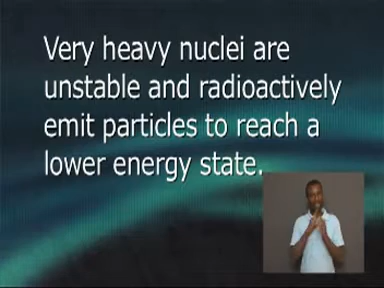 Very heavy nuclei are
unstable and radioactively
emit particles to reach a
lower energy state.